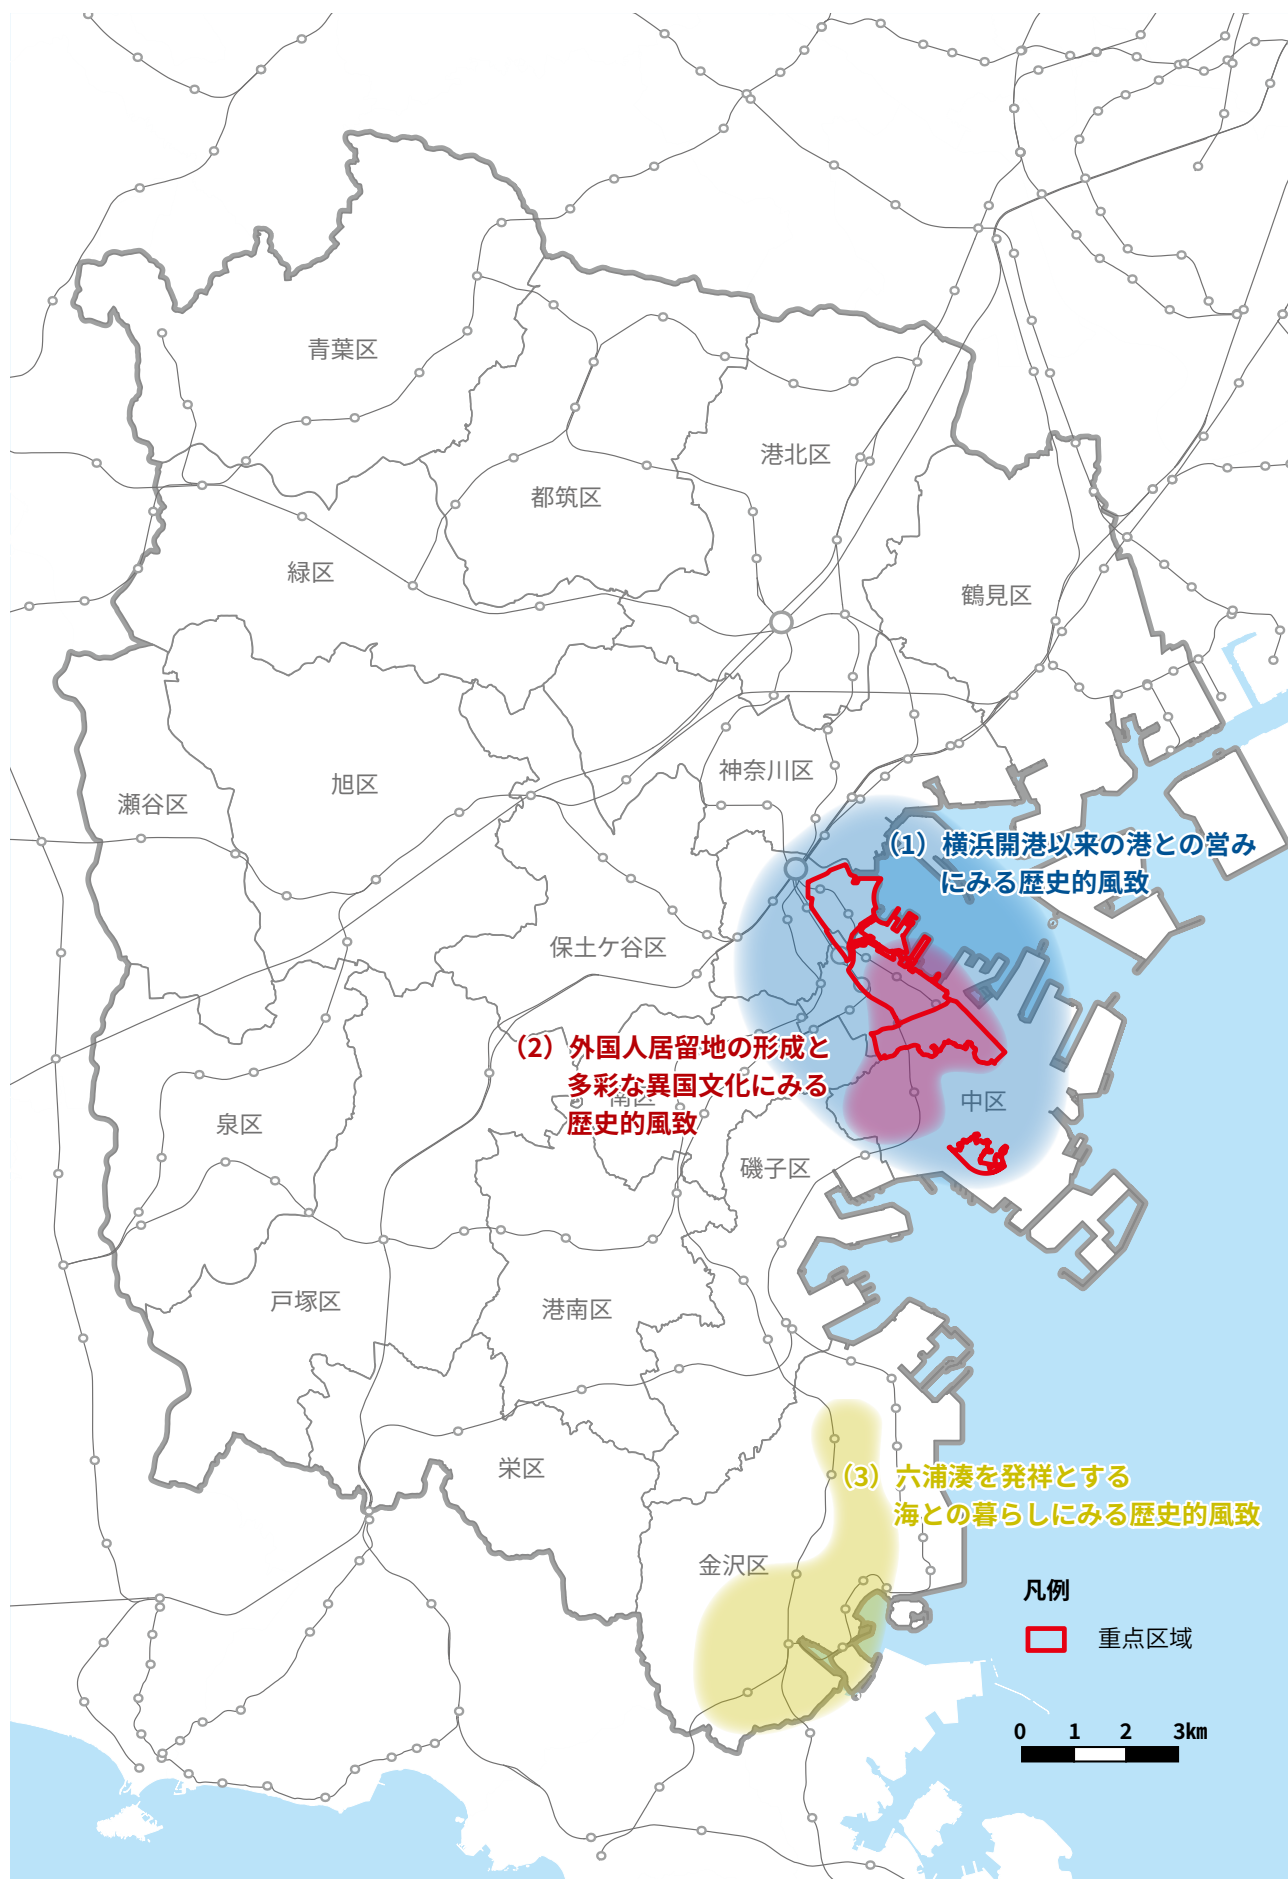 青葉区
港北区
都筑区
緑区
鶴見区
神奈川区
旭区
瀬谷区
(1) 横浜開港以来の港との営み
にみる歴史的風致
保土ケ谷区
(2) 外国人居留地の形成と
多彩な異国文化にみる
歴史的風致
南区
中区
泉区
磯子区
戸塚区
港南区
栄区
(3) 六浦湊を発祥とする
海との暮らしにみる歴史的風致
金沢区
凡例
重点区域
0 1 2 3km